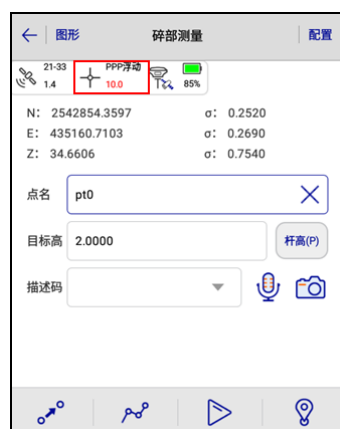 图形 碎部测量 配置
21-33 PPP浮动
1.4 10.0 85%
N: 2542854.3597 σ: 0.2520
E: 435160.7103 σ: 0.2690
Z: 34.6606 σ: 0.7540
点名 pt0
目标高 2.0000 杆高(P)
描述码